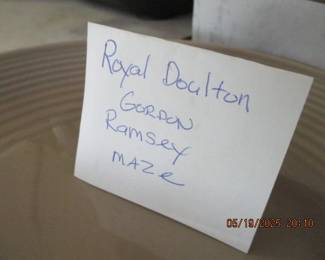 Royal Doulton
GORDON
Ramsey
MAZE
05/19/2025 20:10